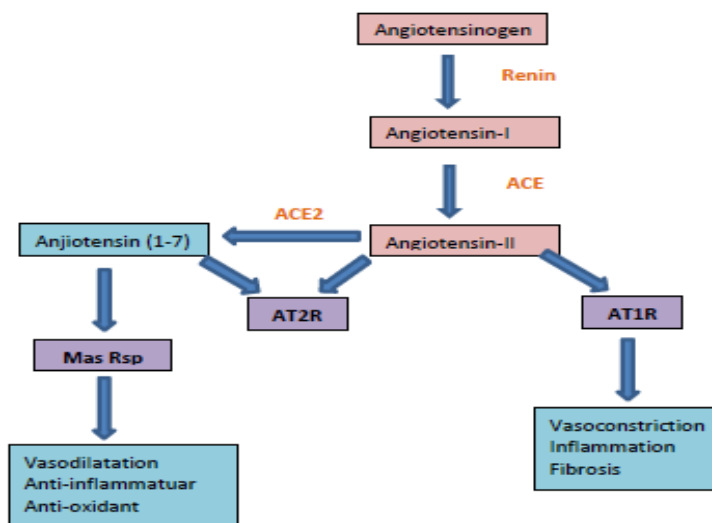 Angiotensinogen
Renin
Angiotensin-I
ACE
ACE2
Anjiotensin (1-7)
Angiotensin-II
AT2R
AT1R
Mas Rsp
Vasoconstriction
Inflammation
Fibrosis
Vasodilatation
Anti-inflammatuar
Anti-oxidant